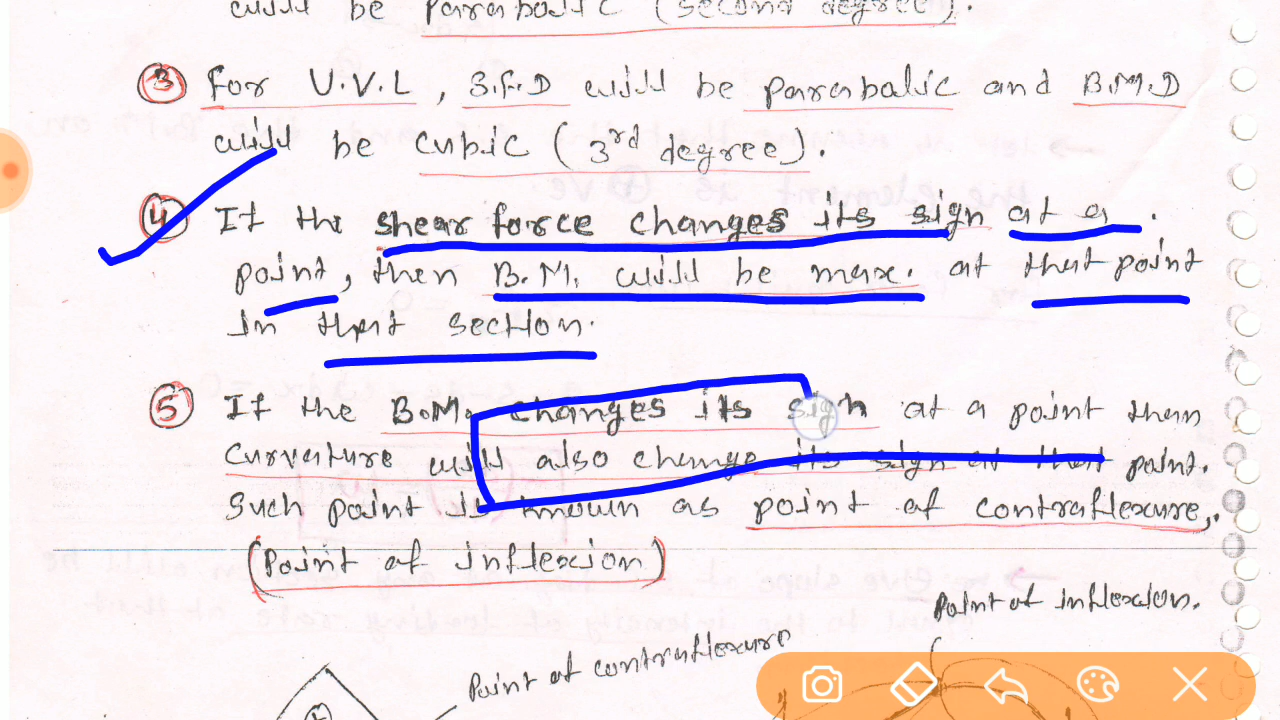 will be parabolic (second degree).
③ for U.V.L, S.F.D will be parabolic and B.M.D
will be cubic (3rd degree).
④ If the shear force changes its sign at a
point, then B.M. will be max. at that point
in that section.
⑤ If the B.M. changes its sign at a point then
curvature will also change its sign at that point.
Such point is known as point of contraflexure,
(Point of inflexion)
Point of inflexion.
Point of contraflexure